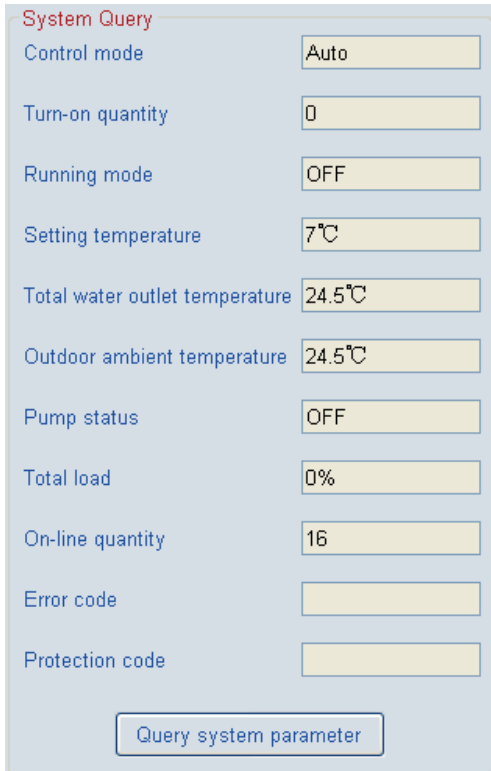 System Query
Control mode Auto
Turn-on quantity 0
Running mode OFF
Setting temperature 7℃
Total water outlet temperature 24.5℃
Outdoor ambient temperature 24.5℃
Pump status OFF
Total load 0%
On-line quantity 16
Error code
Protection code
Query system parameter